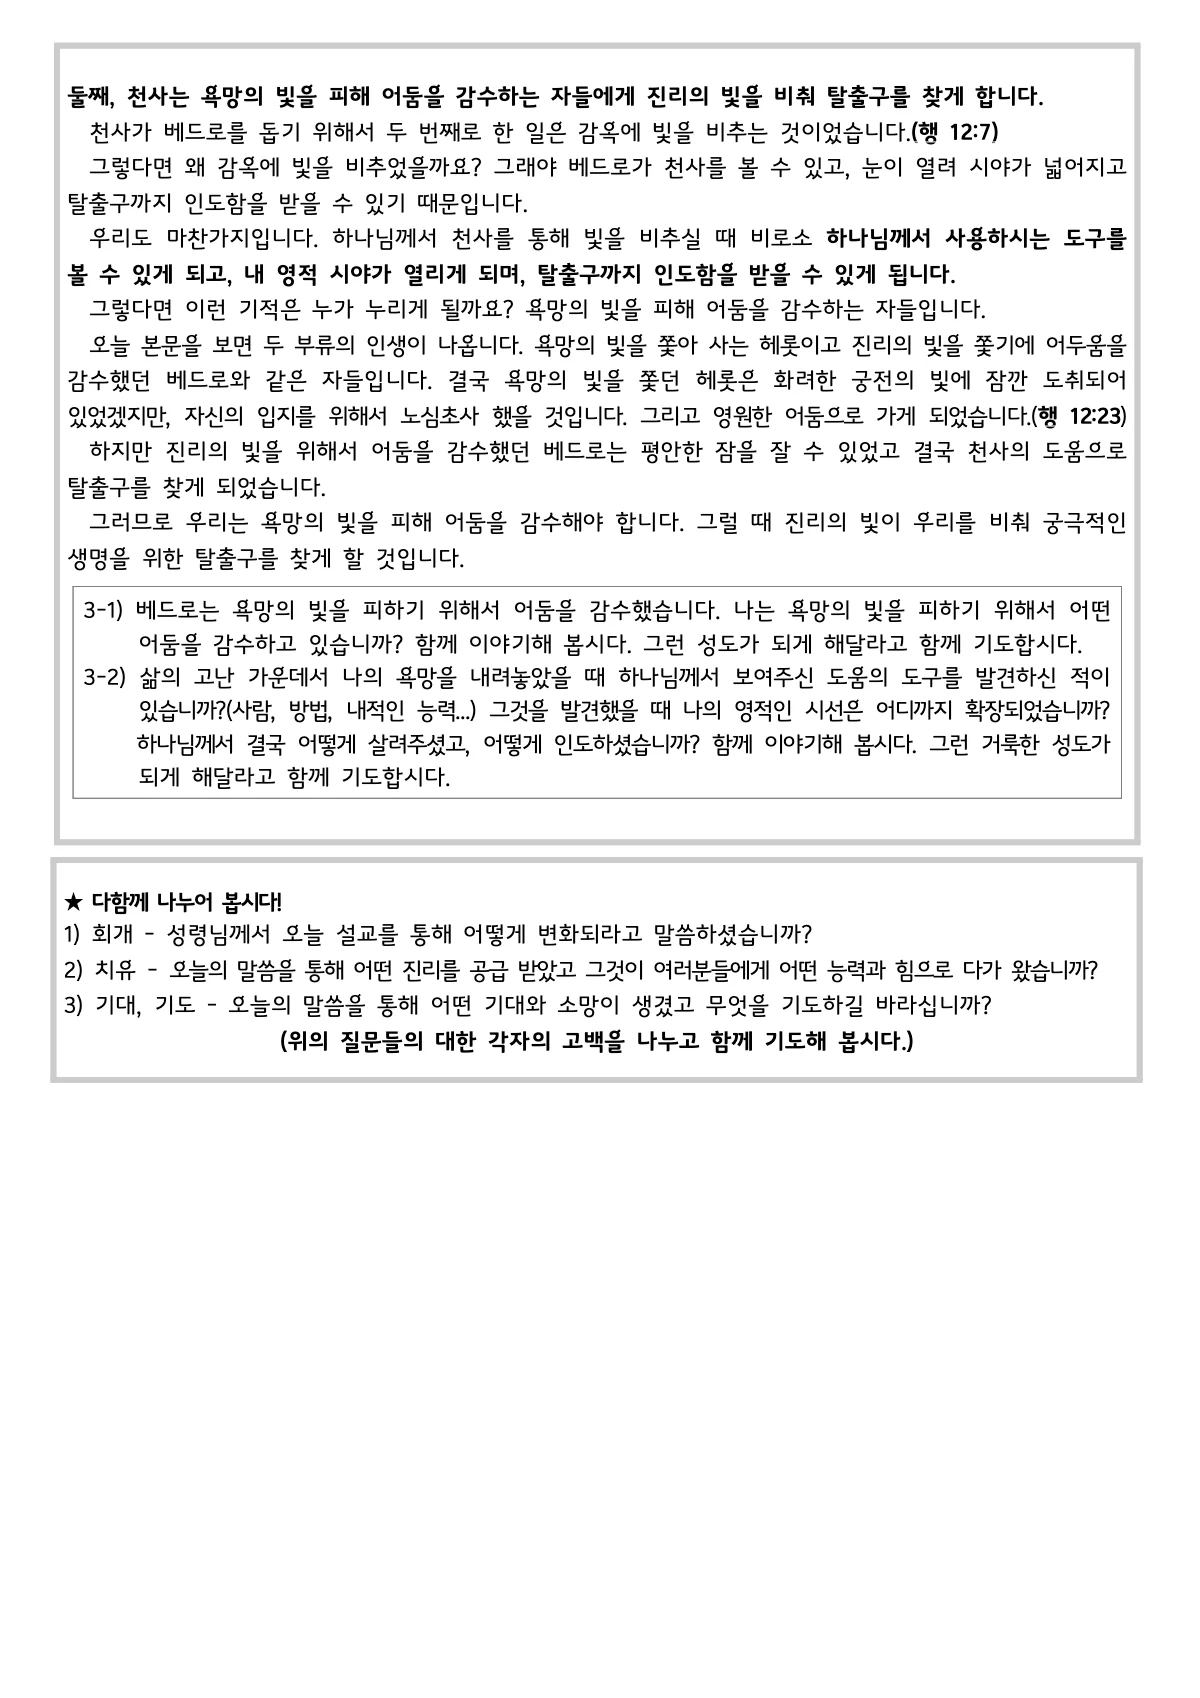 둘째, 천사는 욕망의 빛을 피해 어둠을 감수하는 자들에게 진리의 빛을 비춰 탈출구를 찾게 합니다.
천사가 베드로를 돕기 위해서 두 번째로 한 일은 감옥에 빛을 비추는 것이었습니다.(행 12:7)
그렇다면 왜 감옥에 빛을 비추었을까요? 그래야 베드로가 천사를 볼 수 있고, 눈이 열려 시야가 넓어지고
탈출구까지 인도함을 받을 수 있기 때문입니다.
우리도 마찬가지입니다. 하나님께서 천사를 통해 빛을 비추실 때 비로소 하나님께서 사용하시는 도구를
볼 수 있게 되고, 내 영적 시야가 열리게 되며, 탈출구까지 인도함을 받을 수 있게 됩니다.
그렇다면 이런 기적은 누가 누리게 될까요? 욕망의 빛을 피해 어둠을 감수하는 자들입니다.
오늘 본문을 보면 두 부류의 인생이 나옵니다. 욕망의 빛을 쫓아 사는 헤롯이고 진리의 빛을 쫓기에 어두움을
감수했던 베드로와 같은 자들입니다. 결국 욕망의 빛을 쫓던 헤롯은 화려한 궁전의 빛에 잠깐 도취되어
있었겠지만, 자신의 입지를 위해서 노심초사 했을 것입니다. 그리고 영원한 어둠으로 가게 되었습니다.(행 12:23)
하지만 진리의 빛을 위해서 어둠을 감수했던 베드로는 평안한 잠을 잘 수 있었고 결국 천사의 도움으로
탈출구를 찾게 되었습니다.
그러므로 우리는 욕망의 빛을 피해 어둠을 감수해야 합니다. 그럴 때 진리의 빛이 우리를 비춰 궁극적인
생명을 위한 탈출구를 찾게 할 것입니다.
3-1) 베드로는 욕망의 빛을 피하기 위해서 어둠을 감수했습니다. 나는 욕망의 빛을 피하기 위해서 어떤
어둠을 감수하고 있습니까? 함께 이야기해 봅시다. 그런 성도가 되게 해달라고 함께 기도합시다.
3-2) 삶의 고난 가운데서 나의 욕망을 내려놓았을 때 하나님께서 보여주신 도움의 도구를 발견하신 적이
있습니까?(사람, 방법, 내적인 능력...) 그것을 발견했을 때 나의 영적인 시선은 어디까지 확장되었습니까?
하나님께서 결국 어떻게 살려주셨고, 어떻게 인도하셨습니까? 함께 이야기해 봅시다. 그런 거룩한 성도가
되게 해달라고 함께 기도합시다.
★ 다함께 나누어 봅시다!
1) 회개 - 성령님께서 오늘 설교를 통해 어떻게 변화되라고 말씀하셨습니까?
2) 치유 - 오늘의 말씀을 통해 어떤 진리를 공급 받았고 그것이 여러분들에게 어떤 능력과 힘으로 다가 왔습니까?
3) 기대, 기도 - 오늘의 말씀을 통해 어떤 기대와 소망이 생겼고 무엇을 기도하길 바라십니까?
(위의 질문들의 대한 각자의 고백을 나누고 함께 기도해 봅시다.)